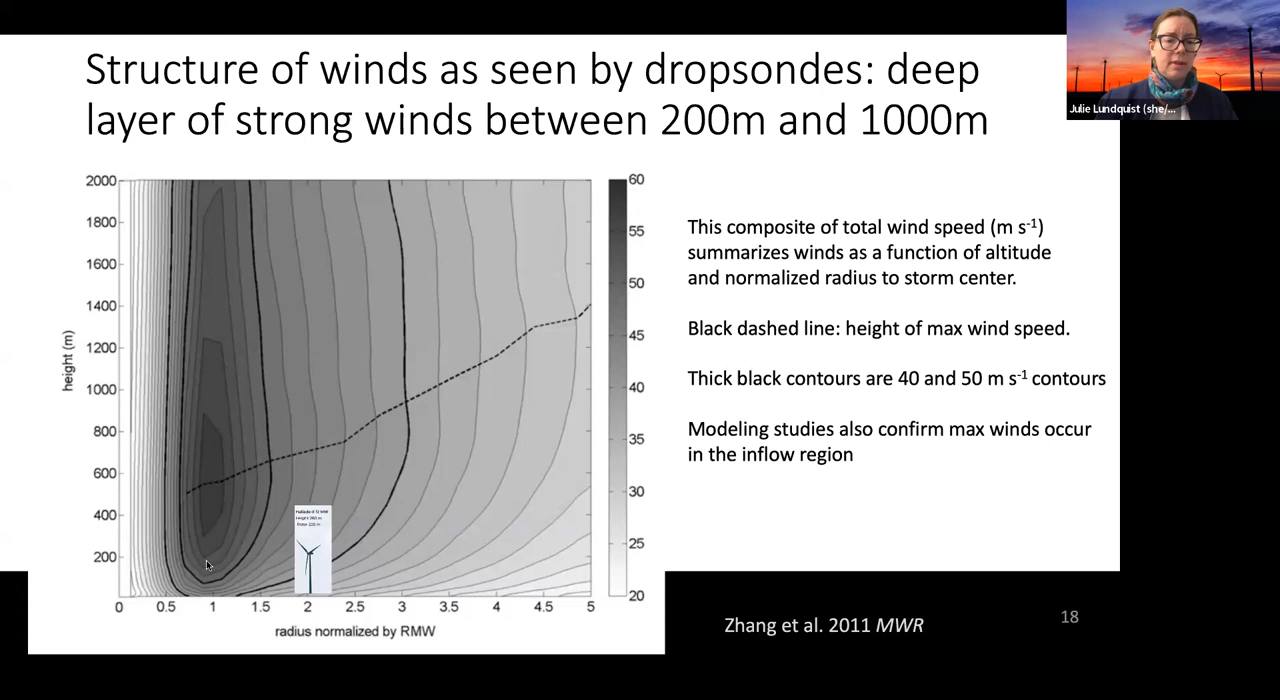 Structure of winds as seen by dropsondes: deep
layer of strong winds between 200m and 1000m
Julie Lundquist (she/...
2000
1800
1600
1400
1200
1000
800
600
400
200
height (m)
0 0.5 1 1.5 2 2.5 3 3.5 4 4.5 5
radius normalized by RMW
60
55
50
45
40
35
30
25
20
Haliade-X 12 MW
This composite of total wind speed (m s-1)
summarizes winds as a function of altitude
and normalized radius to storm center.
Black dashed line: height of max wind speed.
Thick black contours are 40 and 50 m s-1 contours
Modeling studies also confirm max winds occur
in the inflow region
Zhang et al. 2011 MWR
18